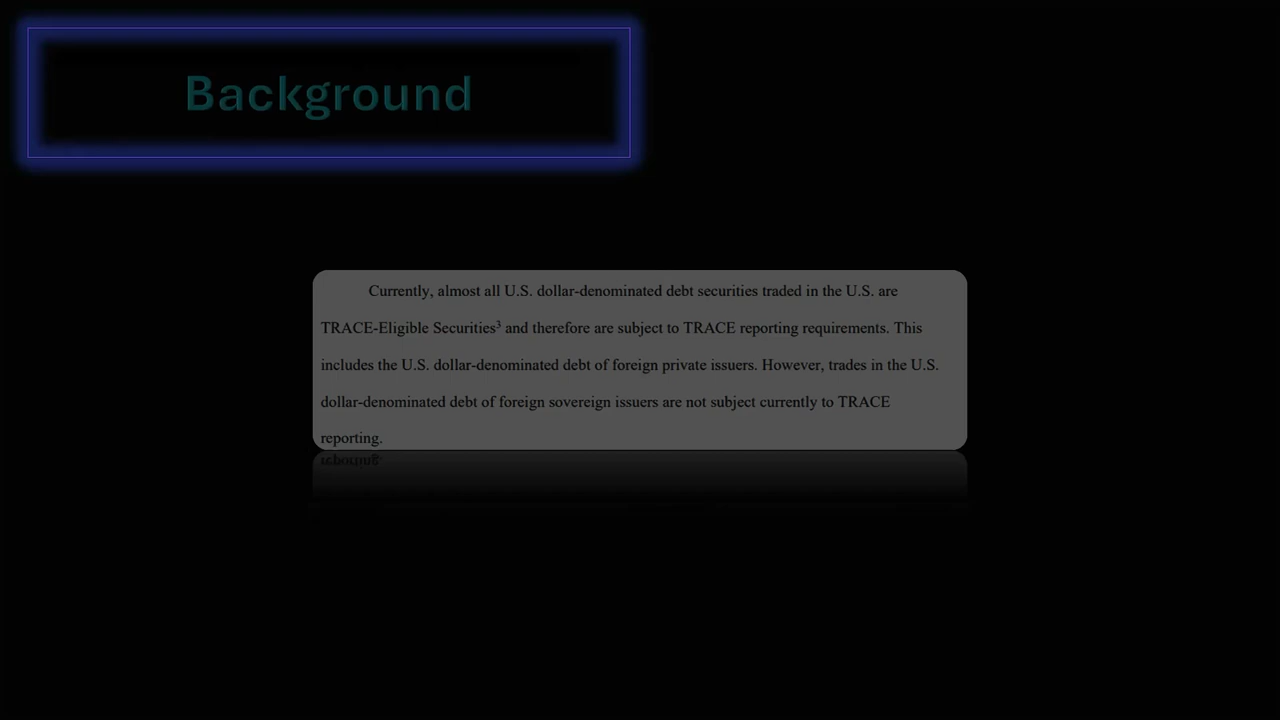 Background
Currently, almost all U.S. dollar-denominated debt securities traded in the U.S. are
TRACE-Eligible Securities³ and therefore are subject to TRACE reporting requirements. This
includes the U.S. dollar-denominated debt of foreign private issuers. However, trades in the U.S.
dollar-denominated debt of foreign sovereign issuers are not subject currently to TRACE
reporting.